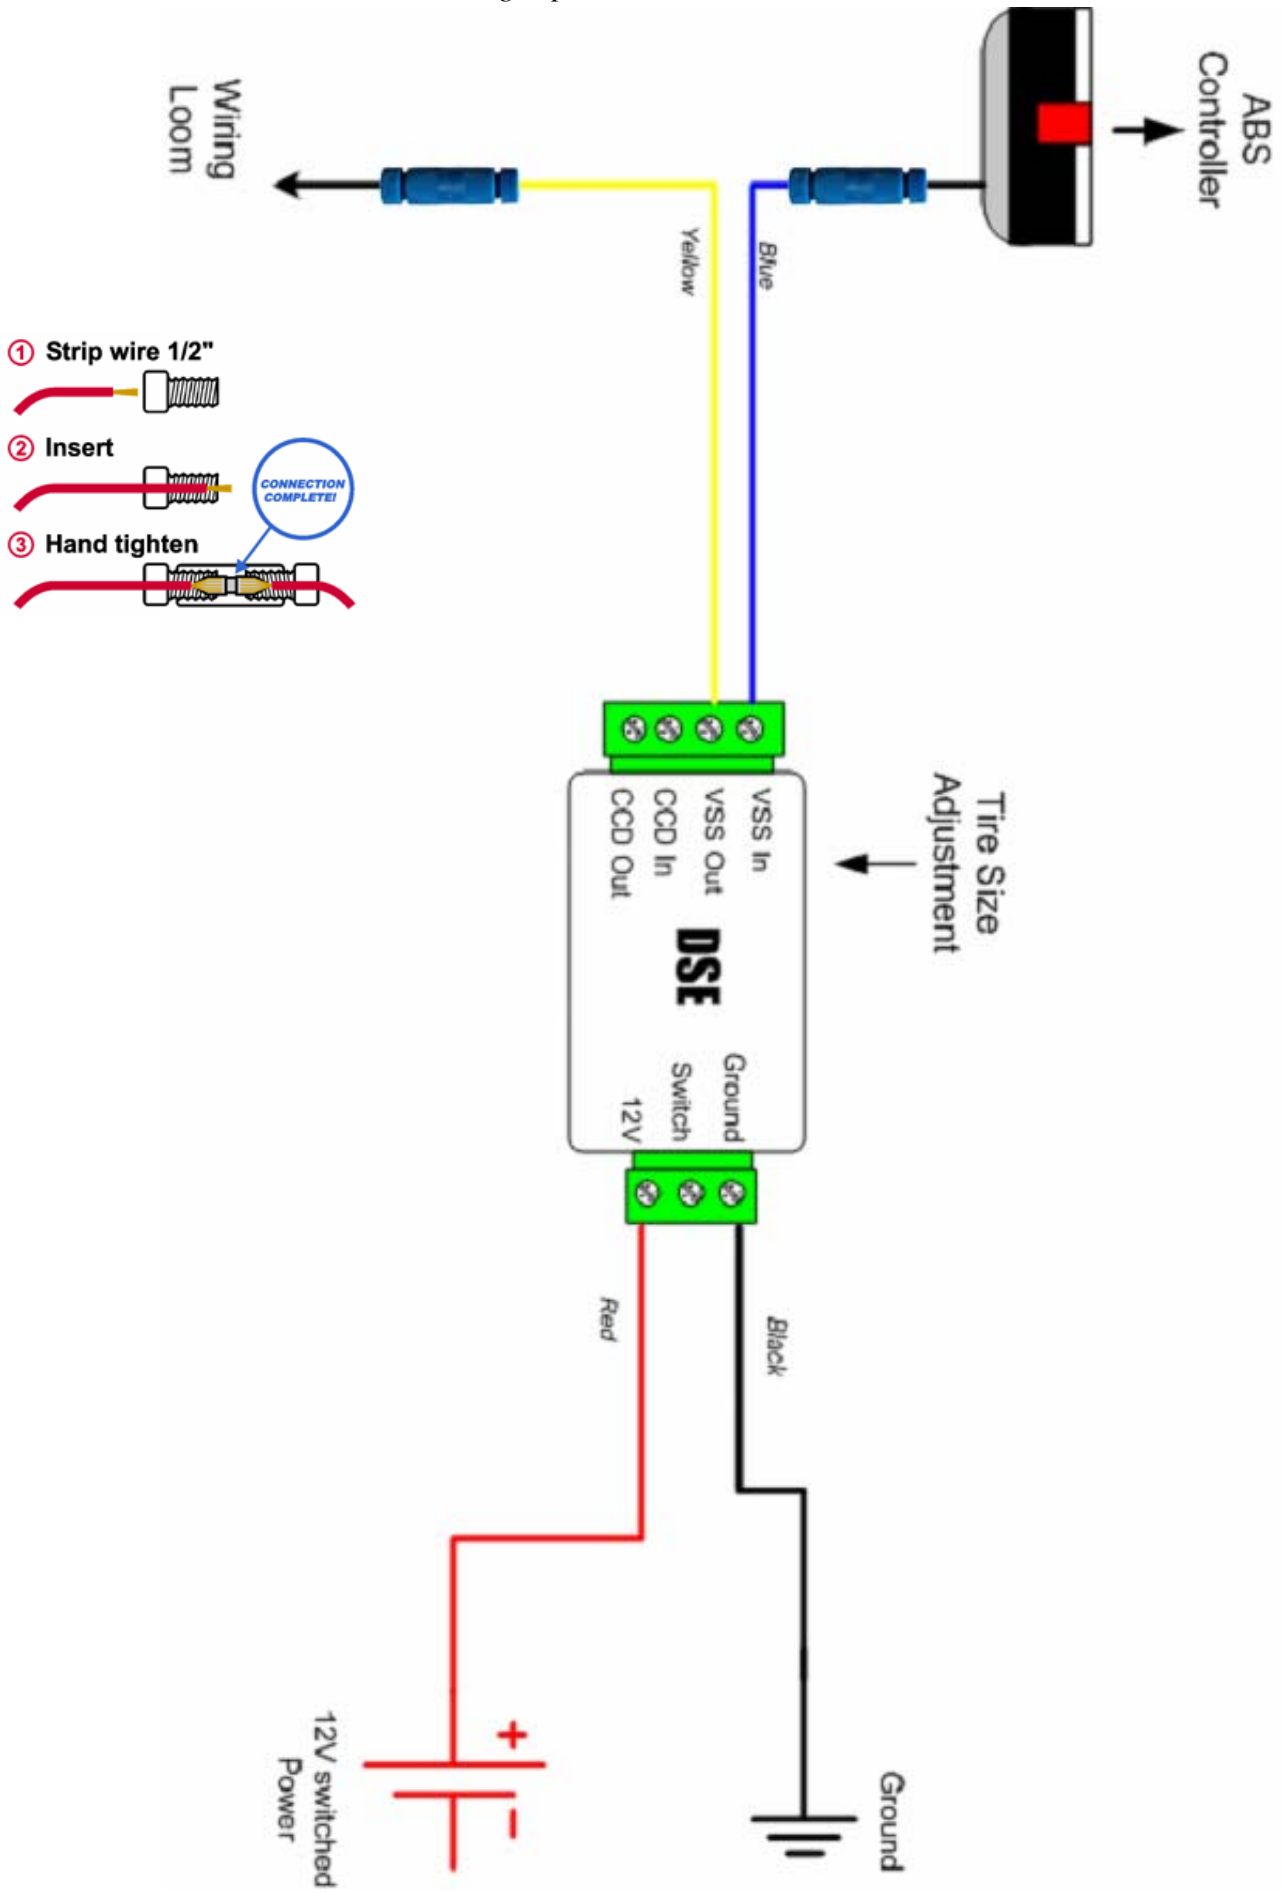 ABS
Controller
Wiring
Loom
Yellow
Blue
1 Strip wire 1/2"
2 Insert
CONNECTION
COMPLETE!
3 Hand tighten
Tire Size
Adjustment
VSS In
VSS Out
CCD In
CCD Out
DSE
Ground
Switch
12V
Red
Black
+
-
12V switched
Power
Ground